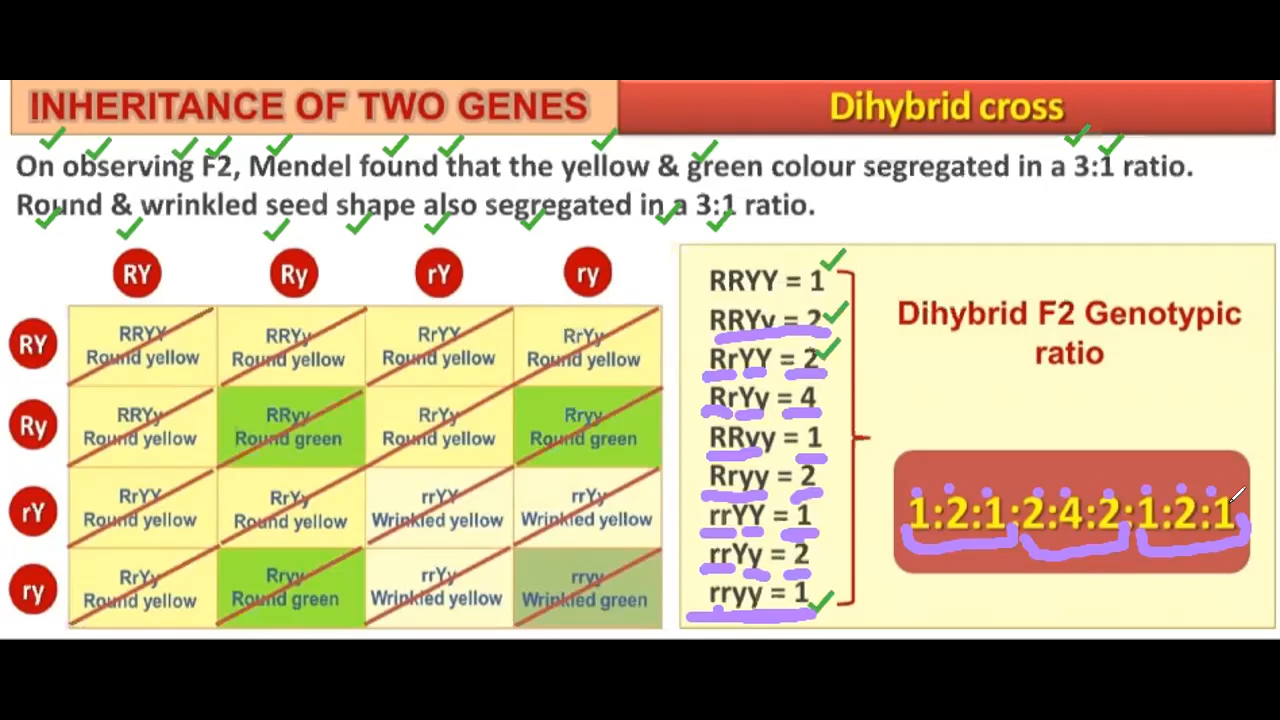 INHERITANCE OF TWO GENES
Dihybrid cross
On observing F2, Mendel found that the yellow & green colour segregated in a 3:1 ratio.
Round & wrinkled seed shape also segregated in a 3:1 ratio.
RY Ry rY ry
RY
RRYY RRYy RrYY RrYy
Round yellow Round yellow Round yellow Round yellow
Ry
RRYy RRyy RrYy Rryy
Round yellow Round green Round yellow Round green
rY
RrYY RrYy rrYY rrYy
Round yellow Round yellow Wrinkled yellow Wrinkled yellow
ry
RrYy Rryy rrYy rryy
Round yellow Round green Wrinkled yellow Wrinkled green
RRYY = 1
RRYy = 2
RrYY = 2
RrYy = 4
RRyy = 1
Rryy = 2
rrYY = 1
rrYy = 2
rryy = 1
Dihybrid F2 Genotypic
ratio
1:2:1:2:4:2:1:2:1